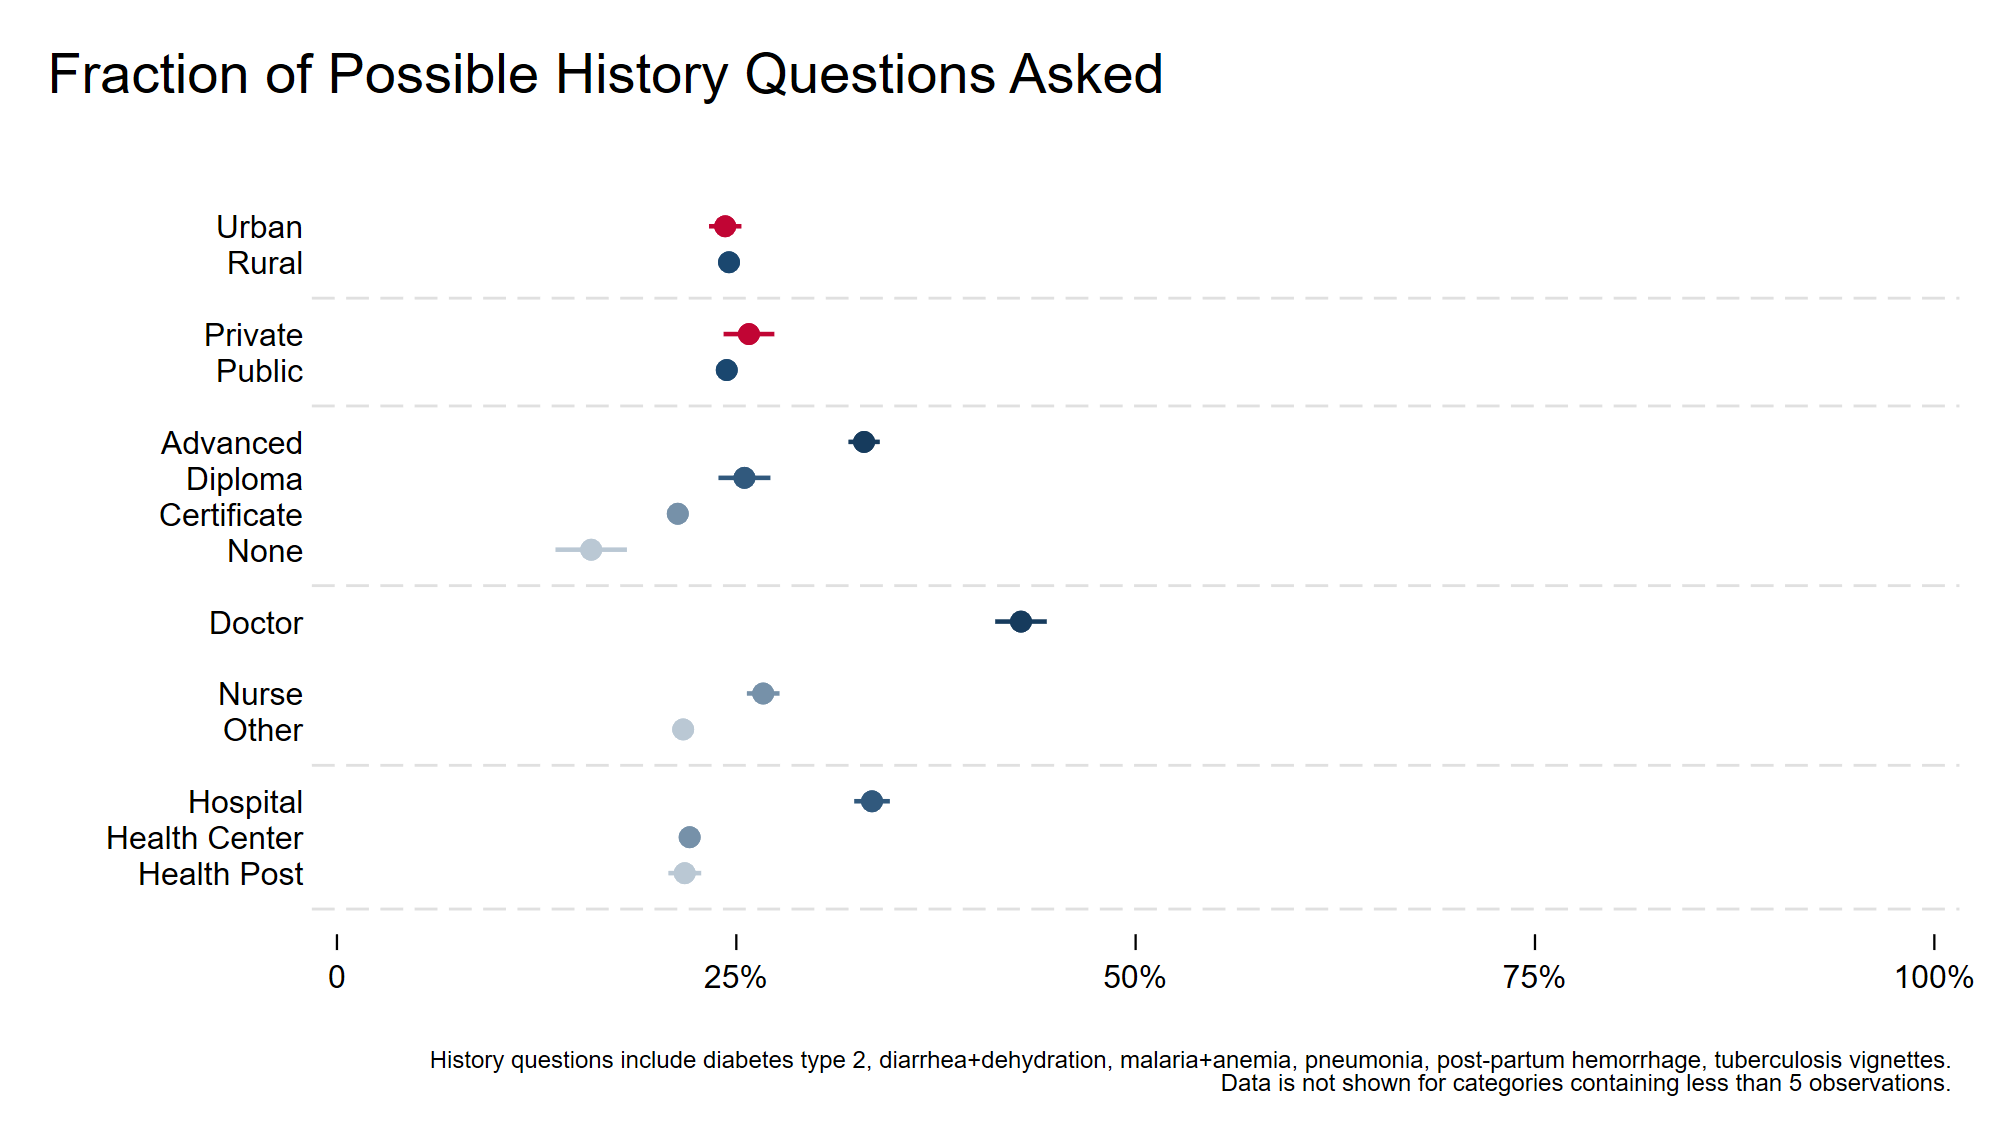 Fraction of Possible History Questions Asked
Urban
Rural
Private
Public
Advanced
Diploma
Certificate
None
Doctor
Nurse
Other
Hospital
Health Center
Health Post
0 25% 50% 75% 100%
History questions include diabetes type 2, diarrhea+dehydration, malaria+anemia, pneumonia, post-partum hemorrhage, tuberculosis vignettes.
Data is not shown for categories containing less than 5 observations.